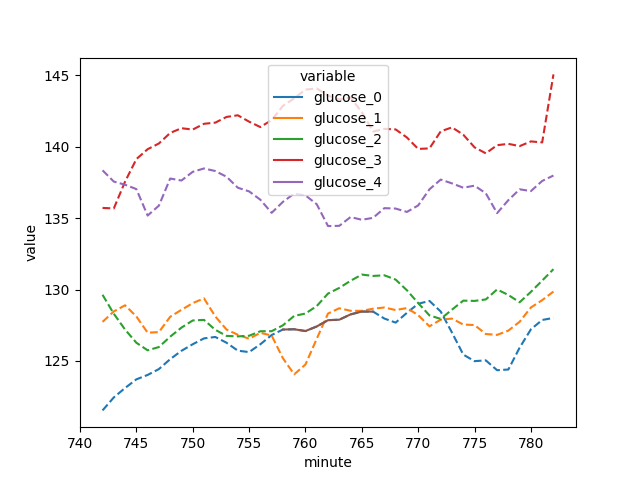 145
140
135
130
125
value
variable
glucose_0
glucose_1
glucose_2
glucose_3
glucose_4
740 745 750 755 760 765 770 775 780
minute